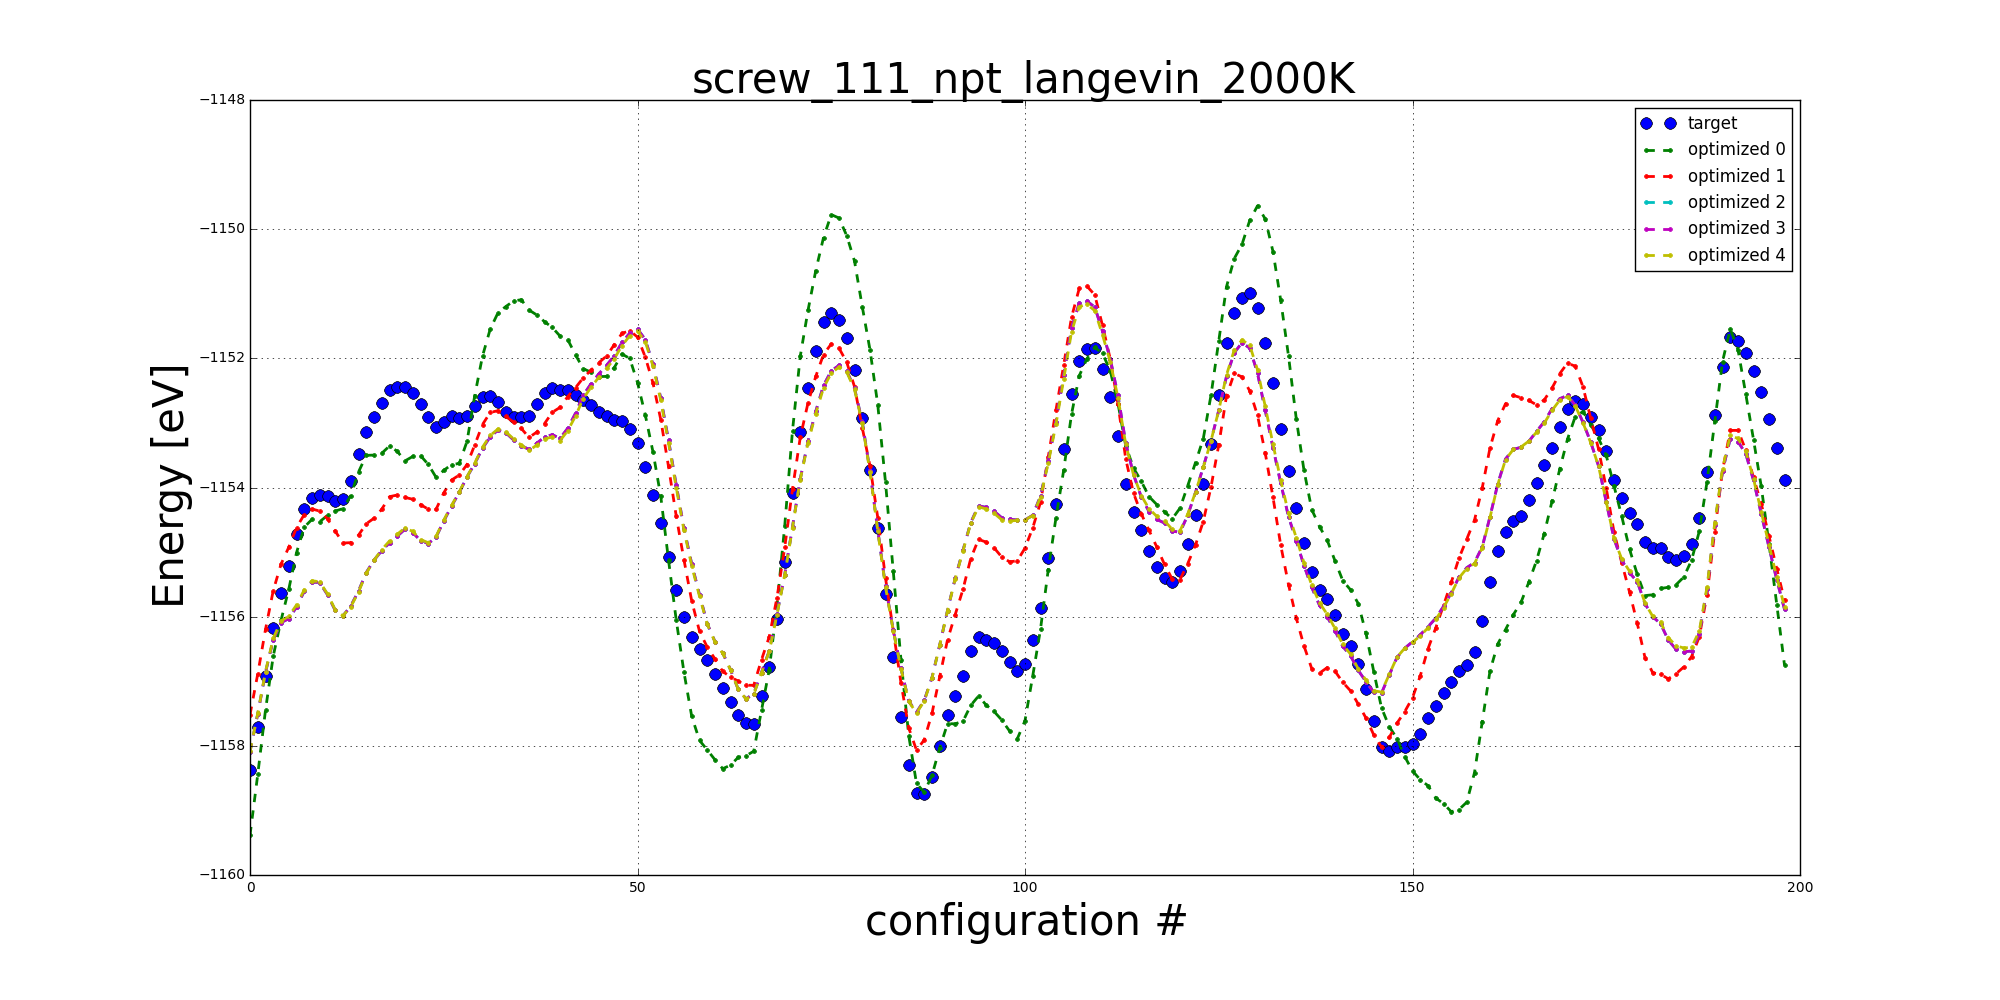 screw_111_npt_langevin_2000K
Energy [eV]
−1148
−1150
−1152
−1154
−1156
−1158
−1160
0
50
100
150
200
configuration #
target
optimized 0
optimized 1
optimized 2
optimized 3
optimized 4